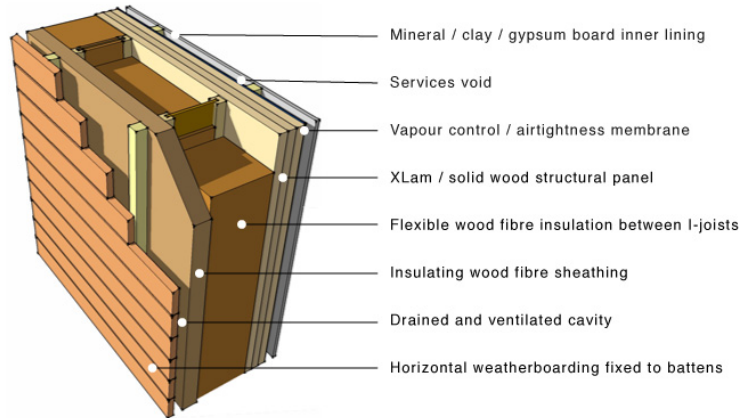 Mineral / clay / gypsum board inner lining
Services void
Vapour control / airtightness membrane
XLam / solid wood structural panel
Flexible wood fibre insulation between I-joists
Insulating wood fibre sheathing
Drained and ventilated cavity
Horizontal weatherboarding fixed to battens